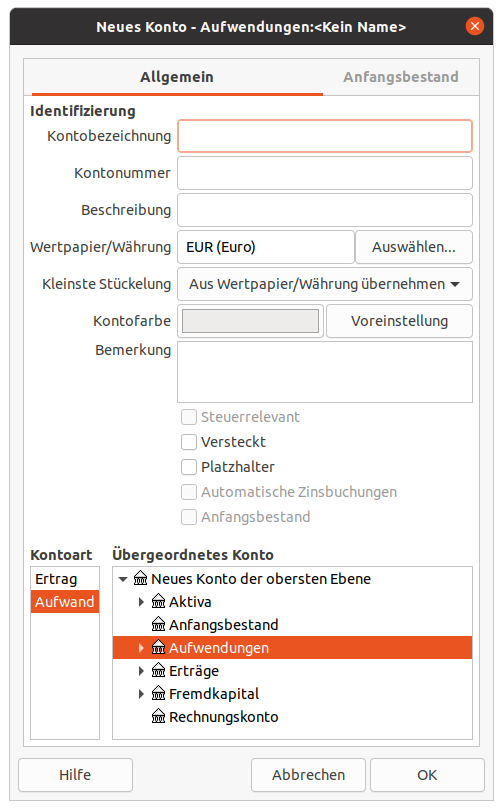 Neues Konto - Aufwendungen:<Kein Name>
Allgemein Anfangsbestand
Identifizierung
Kontobezeichnung
Kontonummer
Beschreibung
Wertpapier/Währung EUR (Euro) Auswählen...
Kleinste Stückelung Aus Wertpapier/Währung übernehmen
Kontofarbe Voreinstellung
Bemerkung
Steuerrelevant
Versteckt
Platzhalter
Automatische Zinsbuchungen
Anfangsbestand
Kontoart Übergeordnetes Konto
Ertrag Neues Konto der obersten Ebene
Aufwand Aktiva
Anfangsbestand
Aufwendungen
Erträge
Fremdkapital
Rechnungskonto
Hilfe Abbrechen OK